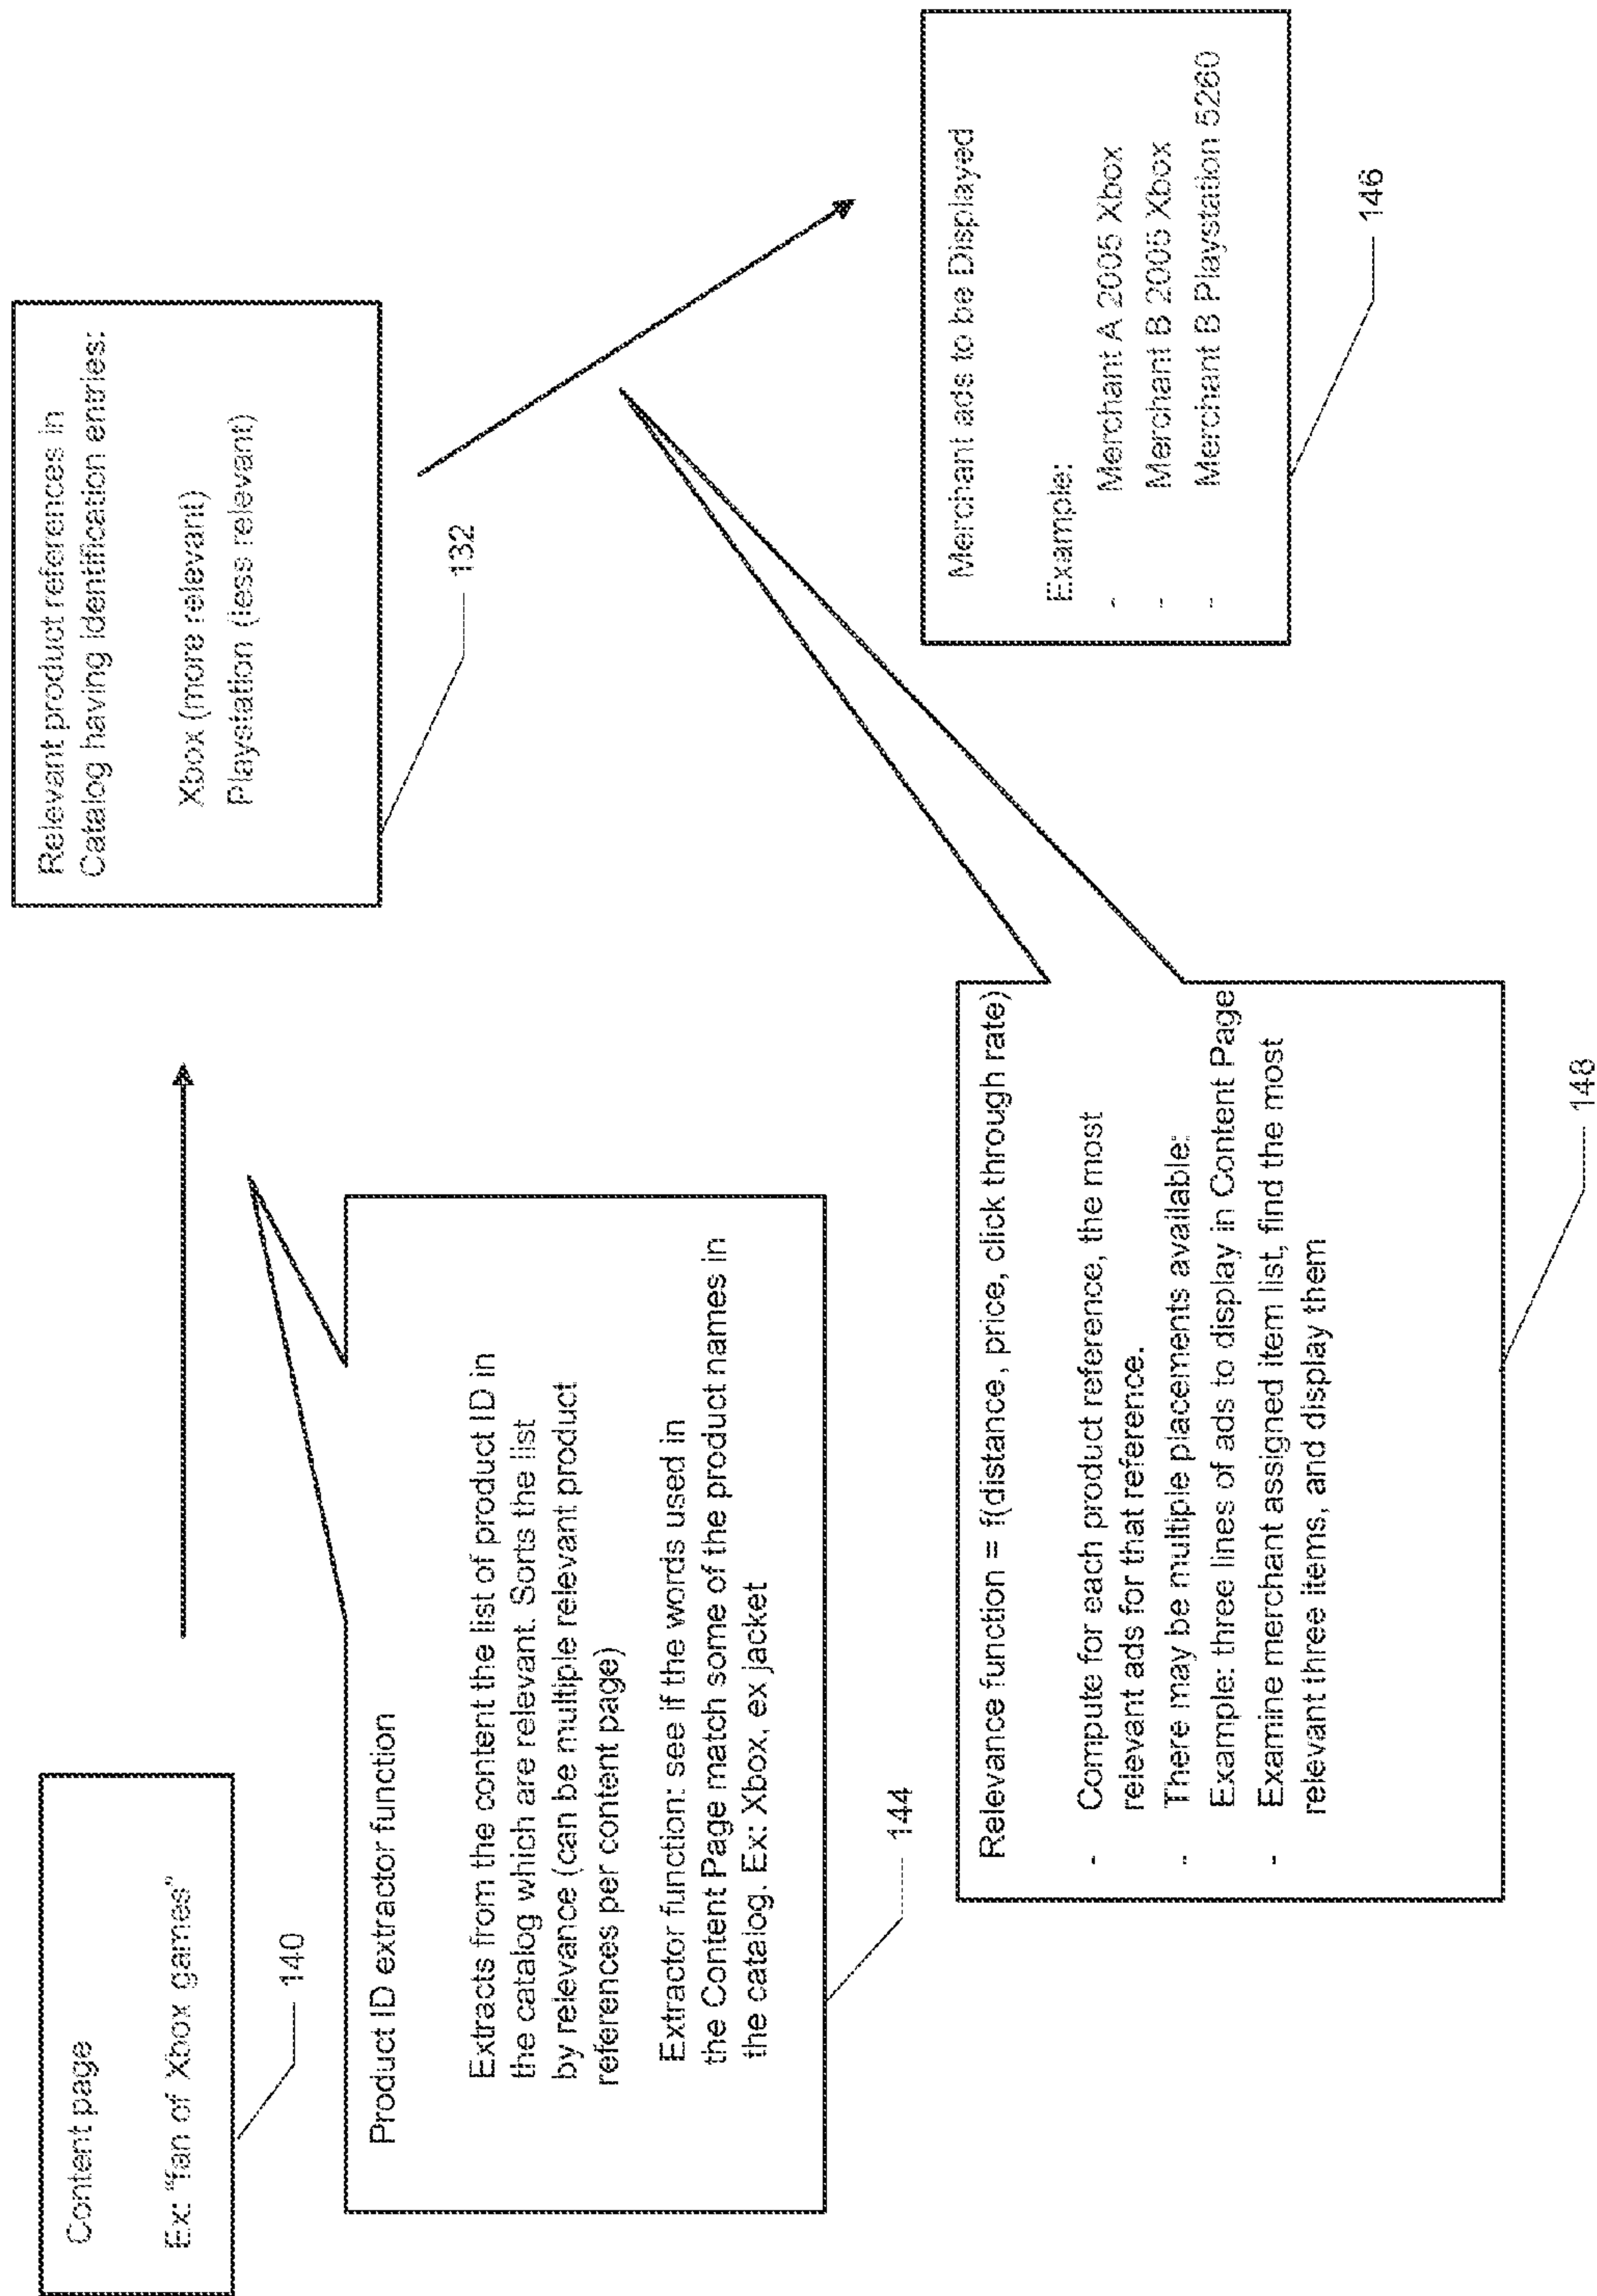 Content page
Ex: "fan of Xbox games"
140
Product ID extractor function
Extracts from the content the list of product ID in
the catalog which are relevant. Sorts the list
by relevance (can be multiple relevant product
references per content page)
Extractor function: see if the words used in
the Content Page match some of the product names in
the catalog. Ex: Xbox, ex jacket
144
Relevant product references in
Catalog having identification entries:
Xbox (more relevant)
Playstation (less relevant)
132
Relevance function = f(distance, price, click through rate)
- Compute for each product reference, the most
relevant ads for that reference.
- There may be multiple placements available:
Example: three lines of ads to display in Content Page
- Examine merchant assigned item list, find the most
relevant three items, and display them
148
Merchant ads to be Displayed
Example:
- Merchant A 2005 Xbox
- Merchant B 2005 Xbox
- Merchant B Playstation 5260
146